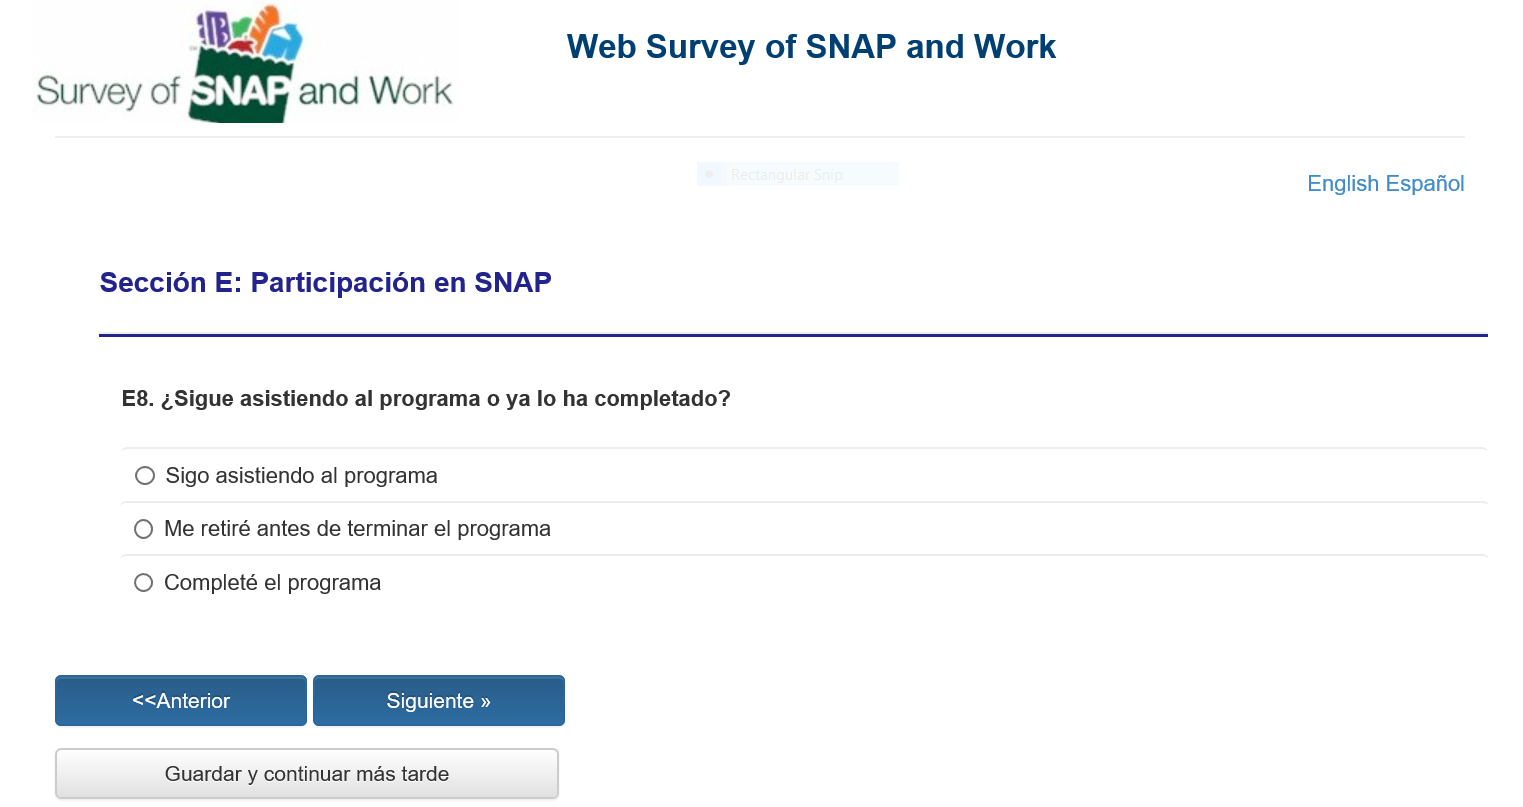 Survey of SNAP and Work
Web Survey of SNAP and Work
Rectangular Snip
English Español
Sección E: Participación en SNAP
E8. ¿Sigue asistiendo al programa o ya lo ha completado?
Sigo asistiendo al programa
Me retiré antes de terminar el programa
Completé el programa
<<Anterior
Siguiente »
Guardar y continuar más tarde